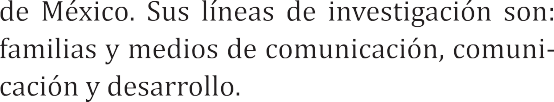 de México. Sus líneas de investigación son:
familias y medios de comunicación, comuni-
cación y desarrollo.